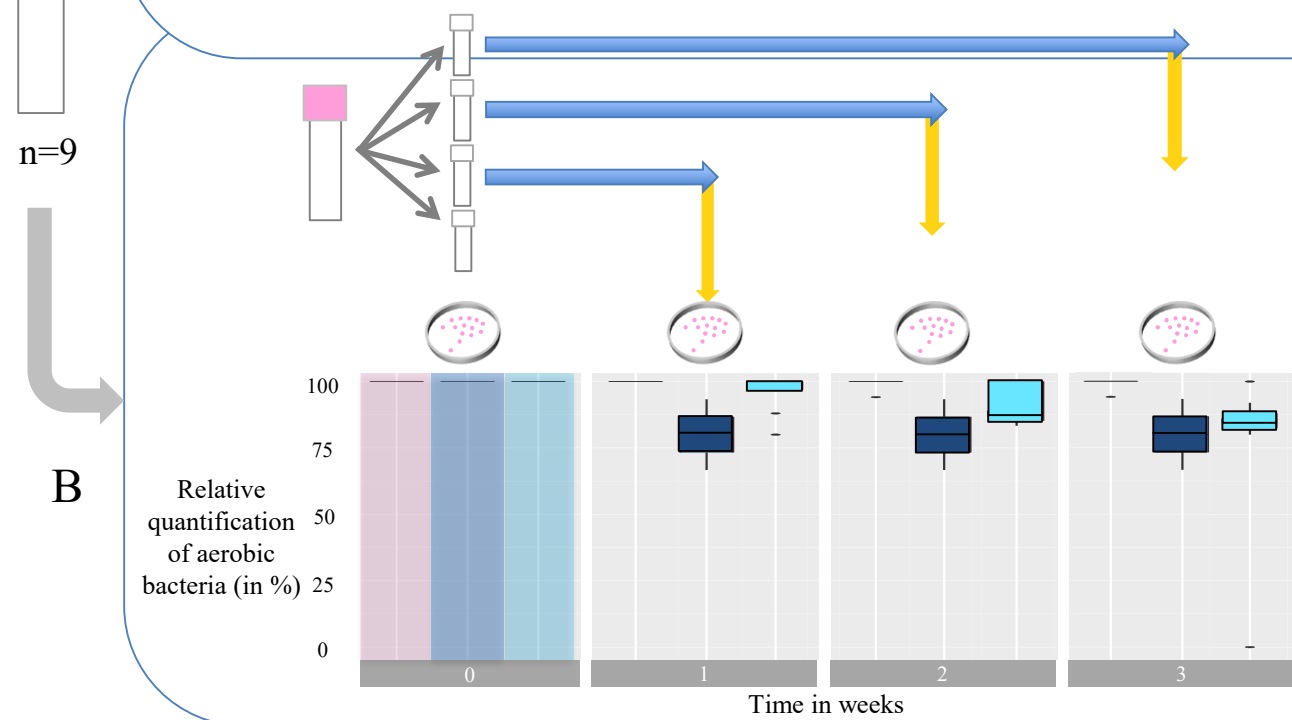 n=9
B
Relative
quantification
of aerobic
bacteria (in %)
100
75
50
25
0
0
1
2
3
Time in weeks